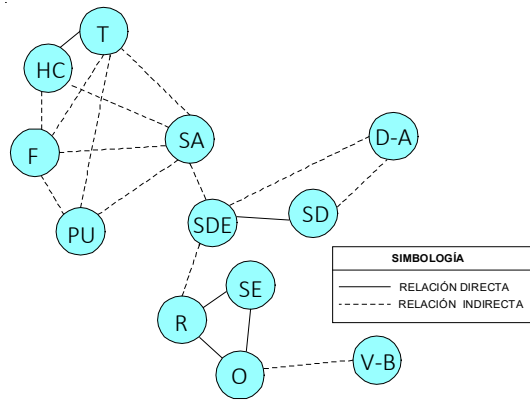 T
HC
SA
F
D-A
PU
SDE
SD
SIMBOLOGÍA
RELACIÓN DIRECTA
RELACIÓN INDIRECTA
SE
R
O
V-B